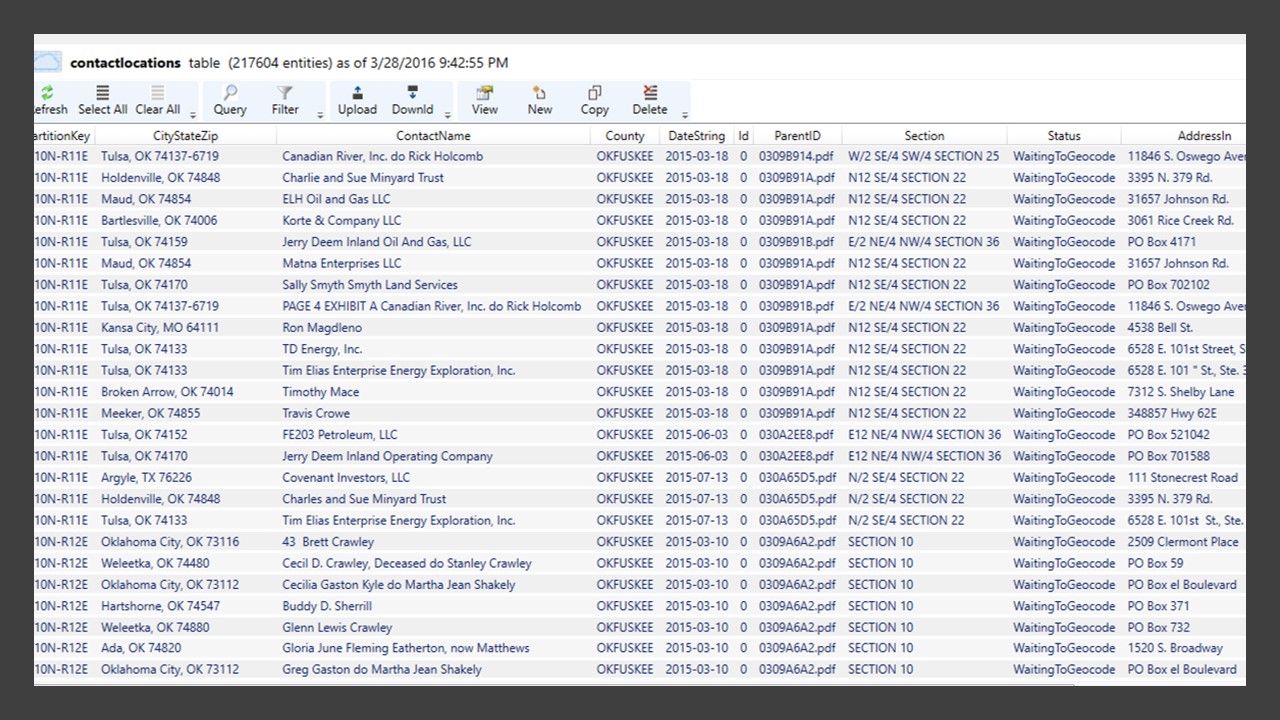 contactlocations table (217604 entities) as of 3/28/2016 9:42:55 PM
efresh Select All Clear All Query Filter Upload Downld View New Copy Delete
artitionKey CityStateZip ContactName County DateString Id ParentID Section Status AddressIn
10N-R11E Tulsa, OK 74137-6719 Canadian River, Inc. do Rick Holcomb OKFUSKEE 2015-03-18 0 0309B914.pdf W/2 SE/4 SW/4 SECTION 25 WaitingToGeocode 11846 S. Oswego Aver
10N-R11E Holdenville, OK 74848 Charlie and Sue Minyard Trust OKFUSKEE 2015-03-18 0 0309B91A.pdf N12 SE/4 SECTION 22 WaitingToGeocode 3395 N. 379 Rd.
10N-R11E Maud, OK 74854 ELH Oil and Gas LLC OKFUSKEE 2015-03-18 0 0309B91A.pdf N12 SE/4 SECTION 22 WaitingToGeocode 31657 Johnson Rd.
10N-R11E Bartlesville, OK 74006 Korte & Company LLC OKFUSKEE 2015-03-18 0 0309B91A.pdf N12 SE/4 SECTION 22 WaitingToGeocode 3061 Rice Creek Rd.
10N-R11E Tulsa, OK 74159 Jerry Deem Inland Oil And Gas, LLC OKFUSKEE 2015-03-18 0 0309B91B.pdf E/2 NE/4 NW/4 SECTION 36 WaitingToGeocode PO Box 4171
10N-R11E Maud, OK 74854 Matna Enterprises LLC OKFUSKEE 2015-03-18 0 0309B91A.pdf N12 SE/4 SECTION 22 WaitingToGeocode 31657 Johnson Rd.
10N-R11E Tulsa, OK 74170 Sally Smyth Smyth Land Services OKFUSKEE 2015-03-18 0 0309B91A.pdf N12 SE/4 SECTION 22 WaitingToGeocode PO Box 702102
10N-R11E Tulsa, OK 74137-6719 PAGE 4 EXHIBIT A Canadian River, Inc. do Rick Holcomb OKFUSKEE 2015-03-18 0 0309B91B.pdf E/2 NE/4 NW/4 SECTION 36 WaitingToGeocode 11846 S. Oswego Aver
10N-R11E Kansa City, MO 64111 Ron Magdleno OKFUSKEE 2015-03-18 0 0309B91A.pdf N12 SE/4 SECTION 22 WaitingToGeocode 4538 Bell St.
10N-R11E Tulsa, OK 74133 TD Energy, Inc. OKFUSKEE 2015-03-18 0 0309B91A.pdf N12 SE/4 SECTION 22 WaitingToGeocode 6528 E. 101st Street, S
10N-R11E Tulsa, OK 74133 Tim Elias Enterprise Energy Exploration, Inc. OKFUSKEE 2015-03-18 0 0309B91A.pdf N12 SE/4 SECTION 22 WaitingToGeocode 6528 E. 101 " St., Ste. 3
10N-R11E Broken Arrow, OK 74014 Timothy Mace OKFUSKEE 2015-03-18 0 0309B91A.pdf N12 SE/4 SECTION 22 WaitingToGeocode 7312 S. Shelby Lane
10N-R11E Meeker, OK 74855 Travis Crowe OKFUSKEE 2015-03-18 0 0309B91A.pdf N12 SE/4 SECTION 22 WaitingToGeocode 348857 Hwy 62E
10N-R11E Tulsa, OK 74152 FE203 Petroleum, LLC OKFUSKEE 2015-06-03 0 030A2EE8.pdf E12 NE/4 NW/4 SECTION 36 WaitingToGeocode PO Box 521042
10N-R11E Tulsa, OK 74170 Jerry Deem Inland Operating Company OKFUSKEE 2015-06-03 0 030A2EE8.pdf E12 NE/4 NW/4 SECTION 36 WaitingToGeocode PO Box 701588
10N-R11E Argyle, TX 76226 Covenant Investors, LLC OKFUSKEE 2015-07-13 0 030A65D5.pdf N/2 SE/4 SECTION 22 WaitingToGeocode 111 Stonecrest Road
10N-R11E Holdenville, OK 74848 Charles and Sue Minyard Trust OKFUSKEE 2015-07-13 0 030A65D5.pdf N/2 SE/4 SECTION 22 WaitingToGeocode 3395 N. 379 Rd.
10N-R11E Tulsa, OK 74133 Tim Elias Enterprise Energy Exploration, Inc. OKFUSKEE 2015-07-13 0 030A65D5.pdf N/2 SE/4 SECTION 22 WaitingToGeocode 6528 E. 101st St., Ste.
10N-R12E Oklahoma City, OK 73116 43 Brett Crawley OKFUSKEE 2015-03-10 0 0309A6A2.pdf SECTION 10 WaitingToGeocode 2509 Clermont Place
10N-R12E Weleetka, OK 74480 Cecil D. Crawley, Deceased do Stanley Crawley OKFUSKEE 2015-03-10 0 0309A6A2.pdf SECTION 10 WaitingToGeocode PO Box 59
10N-R12E Oklahoma City, OK 73112 Cecilia Gaston Kyle do Martha Jean Shakely OKFUSKEE 2015-03-10 0 0309A6A2.pdf SECTION 10 WaitingToGeocode PO Box el Boulevard
10N-R12E Hartshorne, OK 74547 Buddy D. Sherrill OKFUSKEE 2015-03-10 0 0309A6A2.pdf SECTION 10 WaitingToGeocode PO Box 371
10N-R12E Weleetka, OK 74880 Glenn Lewis Crawley OKFUSKEE 2015-03-10 0 0309A6A2.pdf SECTION 10 WaitingToGeocode PO Box 732
10N-R12E Ada, OK 74820 Gloria June Fleming Eatherton, now Matthews OKFUSKEE 2015-03-10 0 0309A6A2.pdf SECTION 10 WaitingToGeocode 1520 S. Broadway
10N-R12E Oklahoma City, OK 73112 Greg Gaston do Martha Jean Shakely OKFUSKEE 2015-03-10 0 0309A6A2.pdf SECTION 10 WaitingToGeocode PO Box el Boulevard